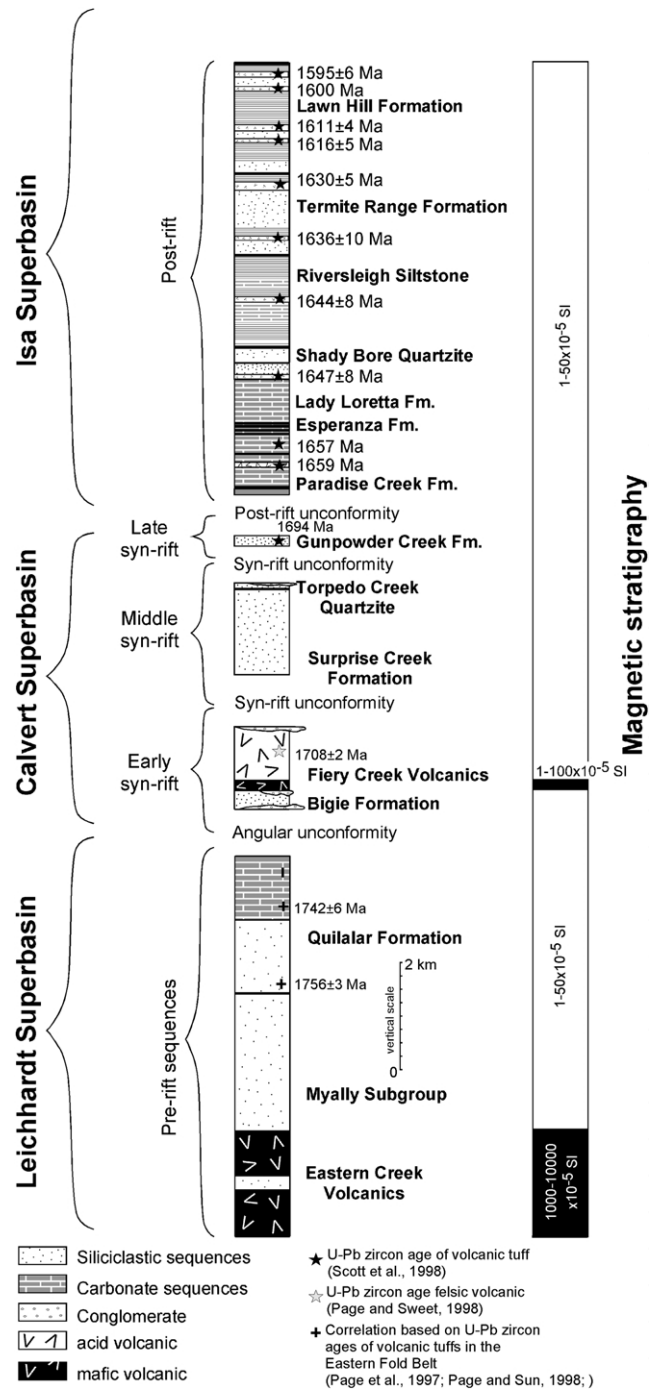 Isa Superbasin
Post-rift
1595±6 Ma
1600 Ma
Lawn Hill Formation
1611±4 Ma
1616±5 Ma
1630±5 Ma
Termite Range Formation
1636±10 Ma
Riversleigh Siltstone
1644±8 Ma
Shady Bore Quartzite
1647±8 Ma
Lady Loretta Fm.
Esperanza Fm.
1657 Ma
1659 Ma
Paradise Creek Fm.
Post-rift unconformity
Calvert Superbasin
Late
syn-rift
1694 Ma
Gunpowder Creek Fm.
Syn-rift unconformity
Middle
syn-rift
Torpedo Creek
Quartzite
Surprise Creek
Formation
Syn-rift unconformity
Early
syn-rift
1708±2 Ma
Fiery Creek Volcanics
Bigie Formation
Angular unconformity
Leichhardt Superbasin
Pre-rift sequences
1742±6 Ma
Quilalar Formation
1756±3 Ma
2 km
vertical scale
0
Myally Subgroup
Eastern Creek
Volcanics
Magnetic stratigraphy
1-50x10-5 SI
1-100x10-5 SI
1-50x10-5 SI
1000-10000
x10-5 SI
Siliciclastic sequences
Carbonate sequences
Conglomerate
acid volcanic
mafic volcanic
U-Pb zircon age of volcanic tuff
(Scott et al., 1998)
U-Pb zircon age felsic volcanic
(Page and Sweet, 1998)
Correlation based on U-Pb zircon
ages of volcanic tuffs in the
Eastern Fold Belt
(Page et al., 1997; Page and Sun, 1998; )